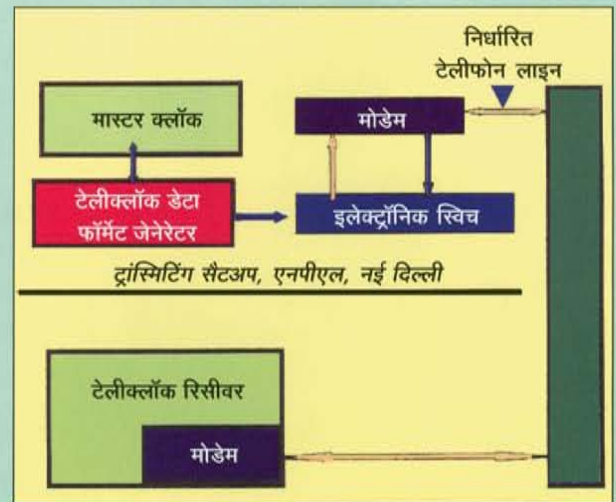 निर्धारित
टेलीफोन लाइन
मास्टर क्लॉक
मोडेम
टेलीक्लॉक डेटा
फॉर्मेट जेनेरेटर
इलेक्ट्रॉनिक स्विच
ट्रांस्मिटिंग सैटअप, एनपीएल, नई दिल्ली
टेलीक्लॉक रिसीवर
मोडेम